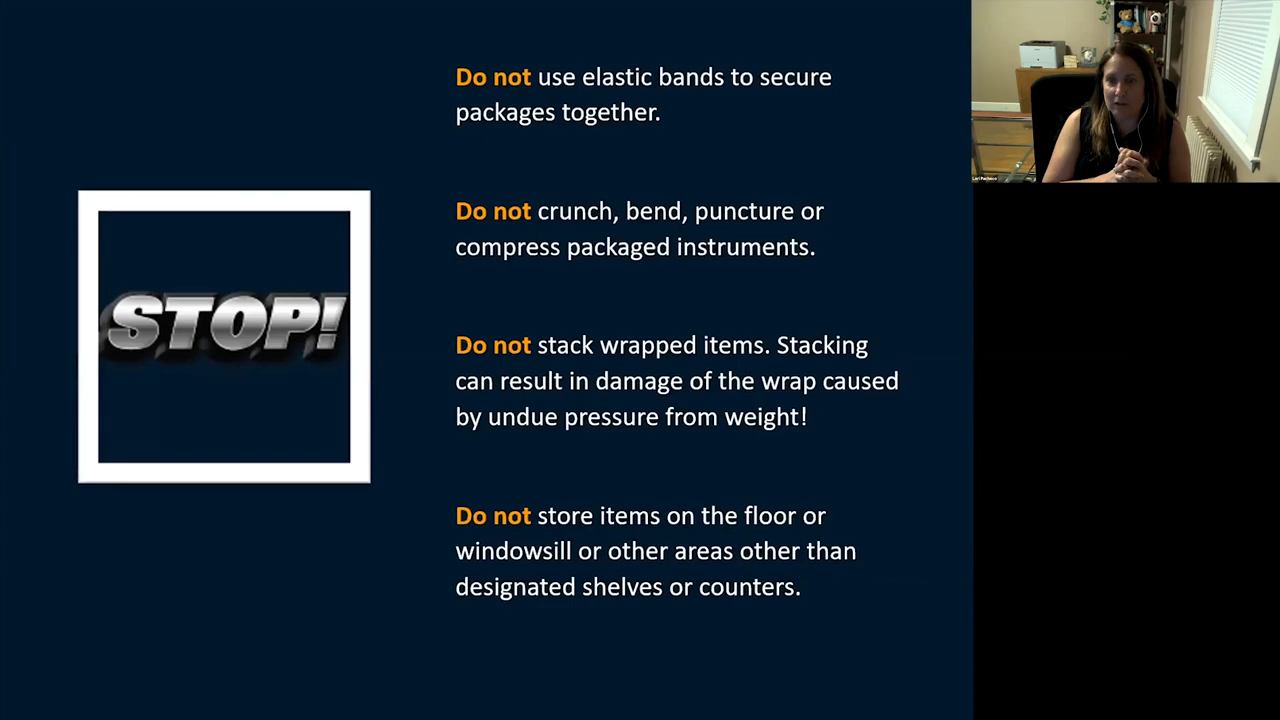 Do not use elastic bands to secure
packages together.
Do not crunch, bend, puncture or
compress packaged instruments.
STOP!
Do not stack wrapped items. Stacking
can result in damage of the wrap caused
by undue pressure from weight!
Do not store items on the floor or
windowsill or other areas other than
designated shelves or counters.
Lori Pacheco